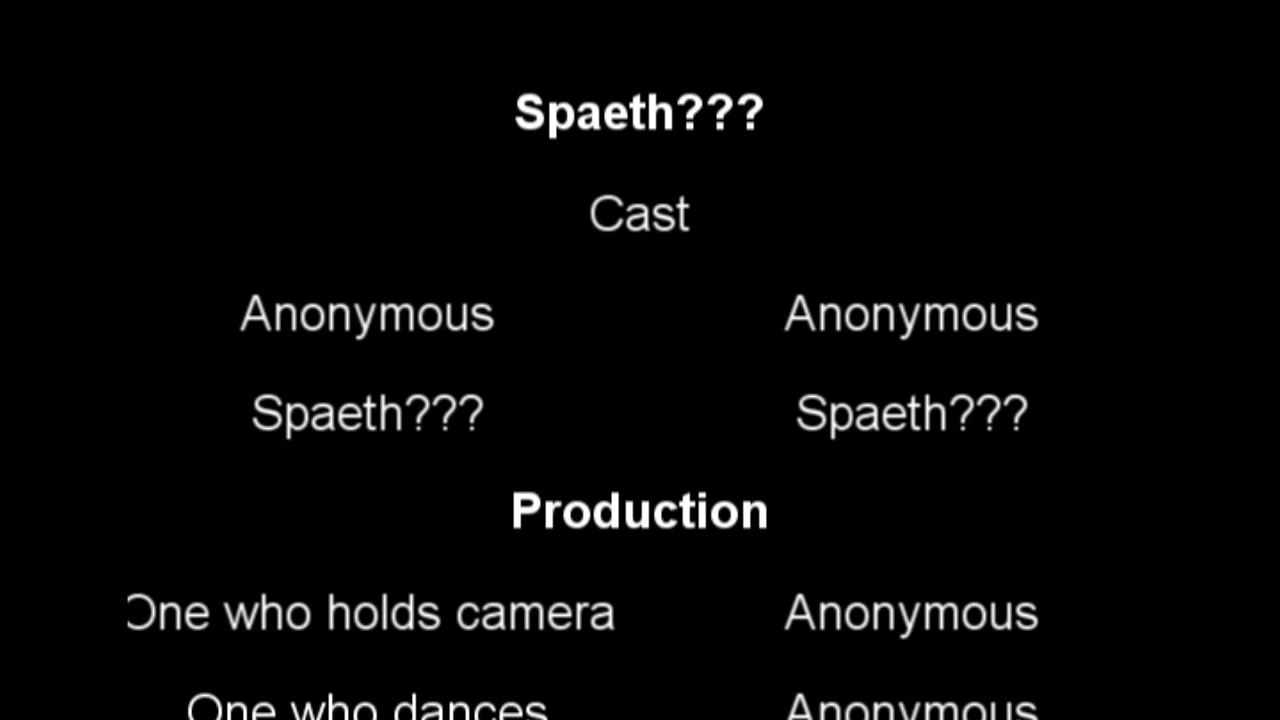 Spaeth???
Cast
Anonymous Anonymous
Spaeth??? Spaeth???
Production
One who holds camera Anonymous
One who dances Anonymous